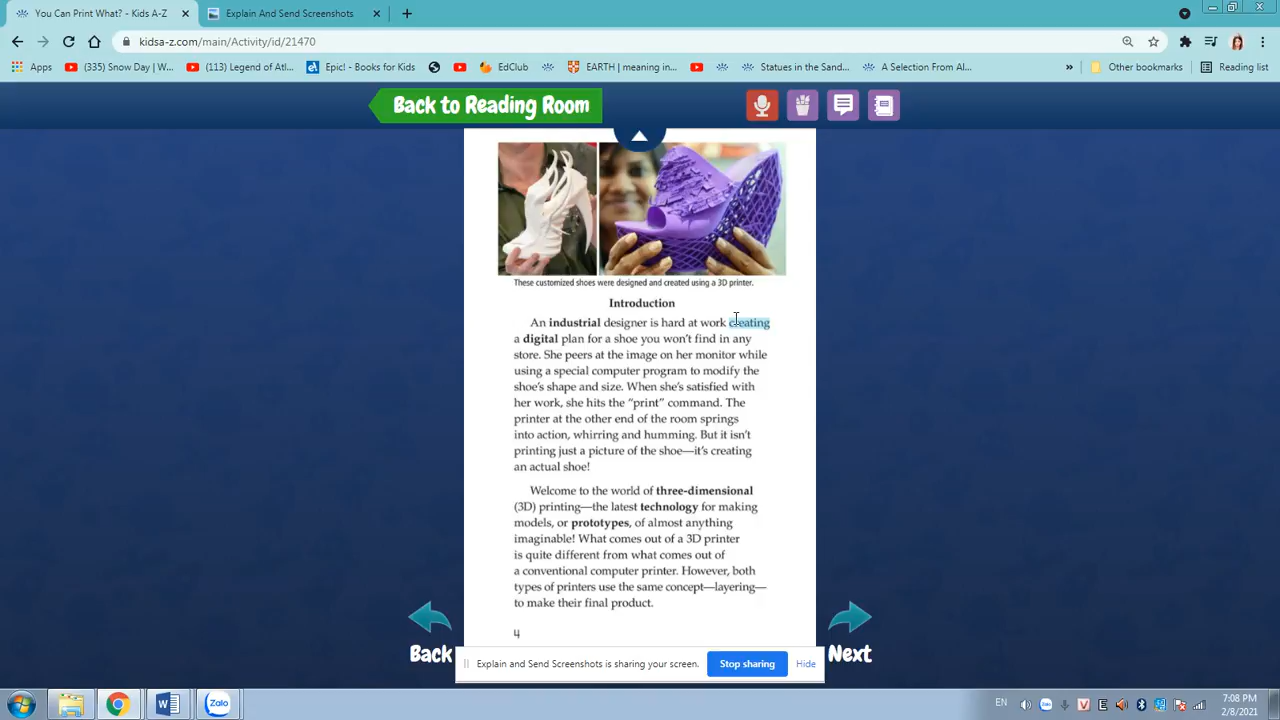 You Can Print What? - Kids A-Z
Explain And Send Screenshots
kidsa-z.com/main/Activity/id/21470
Apps
(335) Snow Day | W...
(113) Legend of Atl...
Epic! - Books for Kids
EdClub
EARTH | meaning in...
Statues in the Sand...
A Selection From Al...
»
Other bookmarks
Reading list
Back to Reading Room
These customized shoes were designed and created using a 3D printer.
Introduction
An industrial designer is hard at work creating
a digital plan for a shoe you won't find in any
store. She peers at the image on her monitor while
using a special computer program to modify the
shoe's shape and size. When she's satisfied with
her work, she hits the “print” command. The
printer at the other end of the room springs
into action, whirring and humming. But it isn't
printing just a picture of the shoe—it's creating
an actual shoe!
Welcome to the world of three-dimensional
(3D) printing—the latest technology for making
models, or prototypes, of almost anything
imaginable! What comes out of a 3D printer
is quite different from what comes out of
a conventional computer printer. However, both
types of printers use the same concept—layering—
to make their final product.
4
Back
Next
Explain and Send Screenshots is sharing your screen.
Stop sharing
Hide
Zalo
EN
7:08 PM
2/8/2021